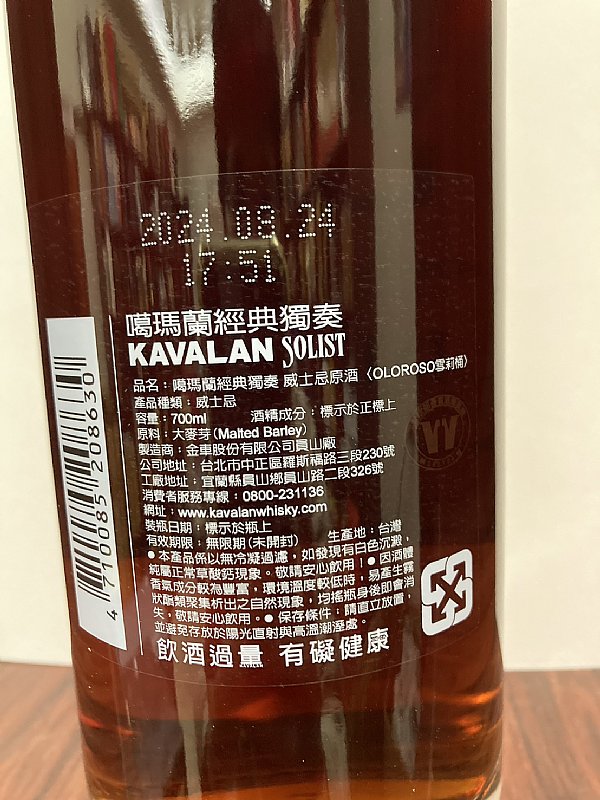 2024.08.24
17:51
噶瑪蘭經典獨奏
KAVALAN SOLIST
品名：噶瑪蘭經典獨奏 威士忌原酒〈OLOROSO雪莉桶〉
產品種類：威士忌
容量：700ml 酒精成分：標示於正標上
原料：大麥芽(Malted Barley)
製造商：金車股份有限公司員山廠
公司地址：台北市中正區羅斯福路三段230號
工廠地址：宜蘭縣員山鄉員山路二段326號
消費者服務專線：0800-231136
網址：www.kavalanwhisky.com
裝瓶日期：標示於瓶上
有效期限：無限期(未開封) 生產地：台灣
●本產品係以無冷凝過濾，如發現有白色沉澱，
純屬正常草酸鈣現象。敬請安心飲用！●因酒體
香氣成分較為豐富，環境溫度較低時，易產生霧
狀酯類聚集析出之自然現象，均搖瓶身後即會消
失，敬請安心飲用。●保存條件：請直立放置，
並避免存放於陽光直射與高溫潮溼處。
飲酒過量 有礙健康
4 710085 208630